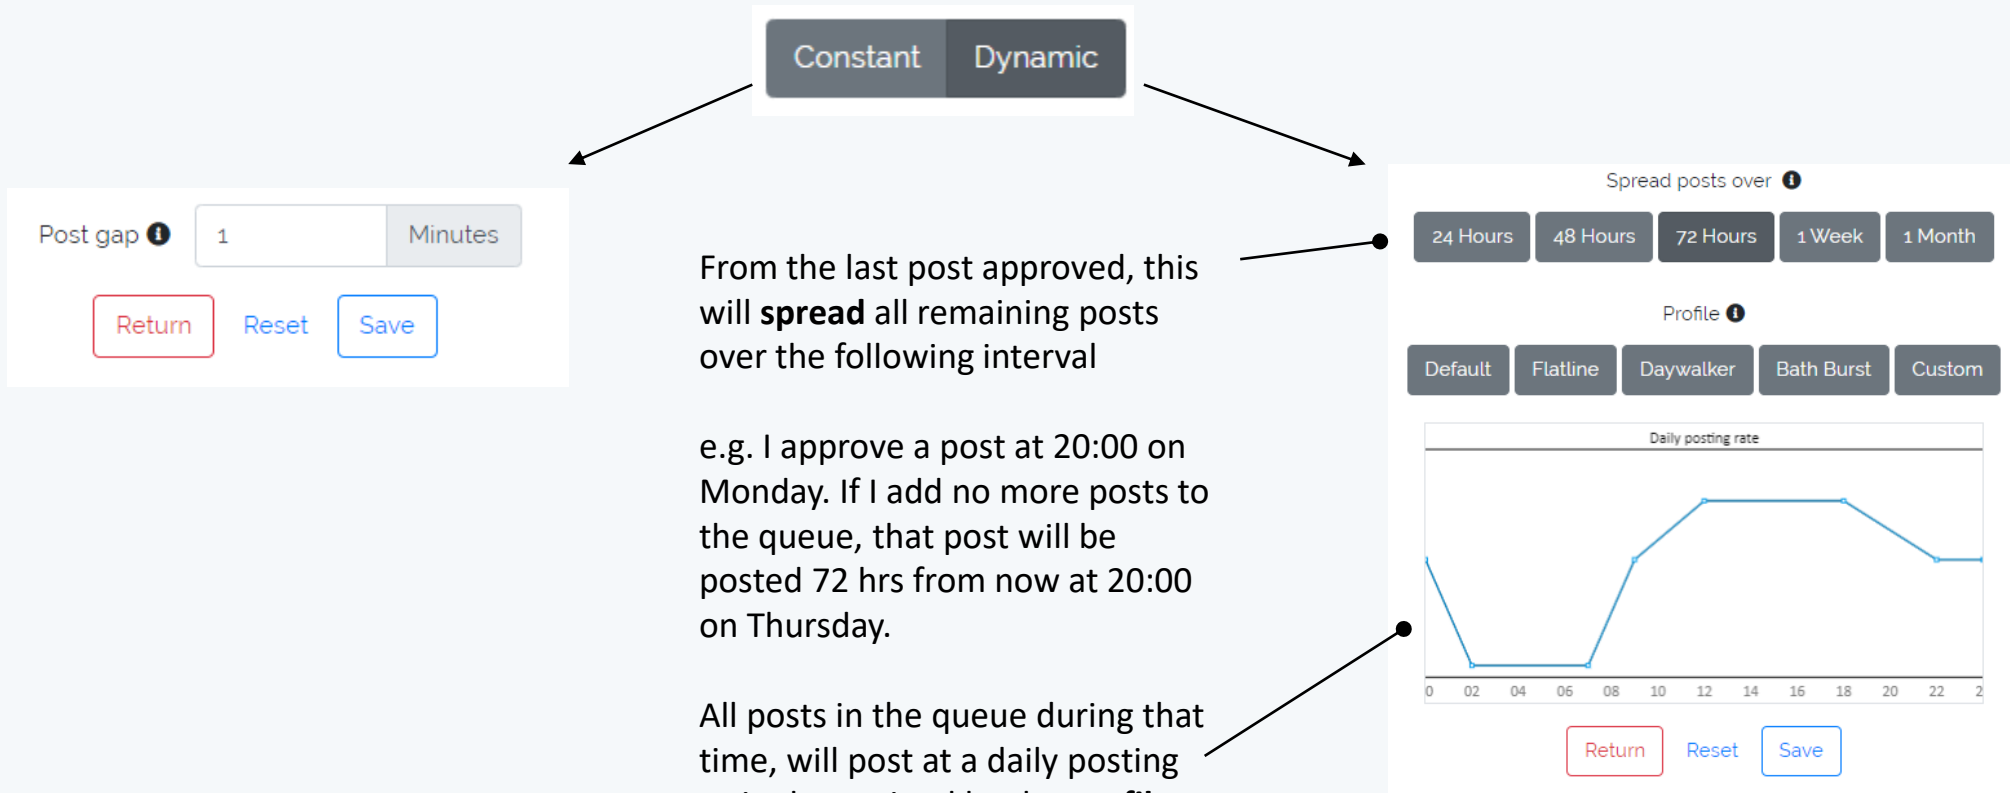 Constant Dynamic
Post gap 1 Minutes
Return Reset Save
From the last post approved, this
will spread all remaining posts
over the following interval
e.g. I approve a post at 20:00 on
Monday. If I add no more posts to
the queue, that post will be
posted 72 hrs from now at 20:00
on Thursday.
All posts in the queue during that
time, will post at a daily posting
Spread posts over
24 Hours 48 Hours 72 Hours 1 Week 1 Month
Profile
Default Flatline Daywalker Bath Burst Custom
Daily posting rate
0 02 04 06 08 10 12 14 16 18 20 22 2
Return Reset Save